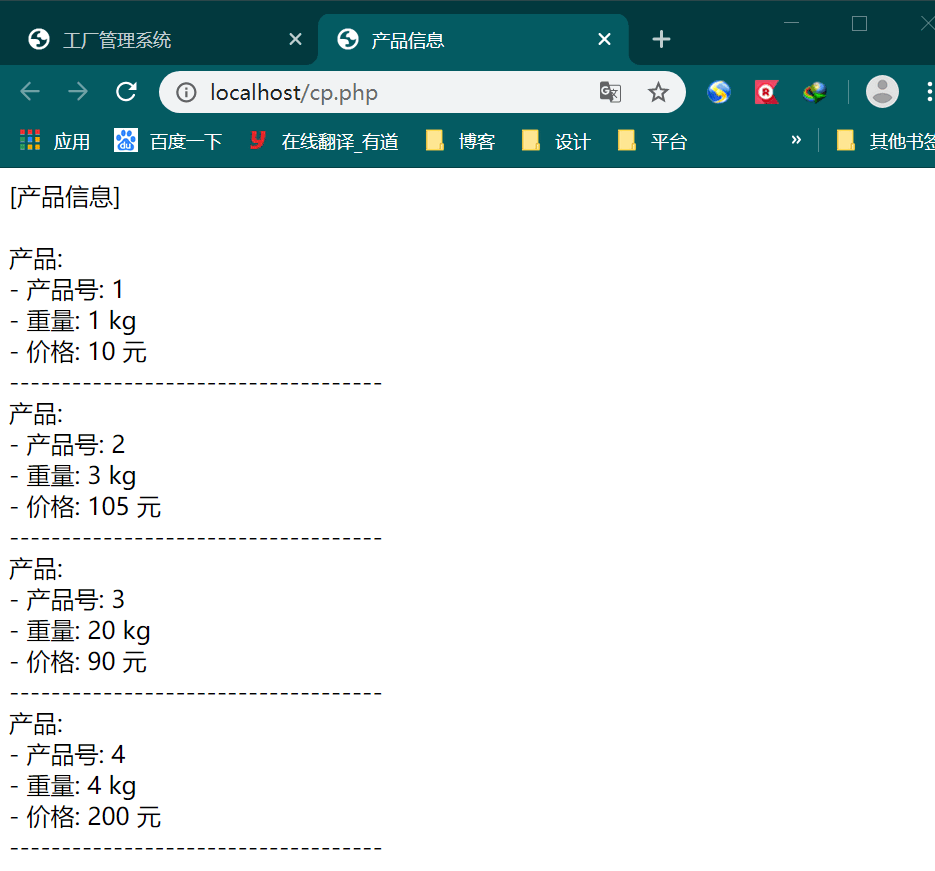 工厂管理系统
产品信息
localhost/cp.php
应用 百度一下 在线翻译_有道 博客 设计 平台 » 其他书签
[产品信息]
产品:
- 产品号: 1
- 重量: 1 kg
- 价格: 10 元
------------------------------------
产品:
- 产品号: 2
- 重量: 3 kg
- 价格: 105 元
------------------------------------
产品:
- 产品号: 3
- 重量: 20 kg
- 价格: 90 元
------------------------------------
产品:
- 产品号: 4
- 重量: 4 kg
- 价格: 200 元
------------------------------------